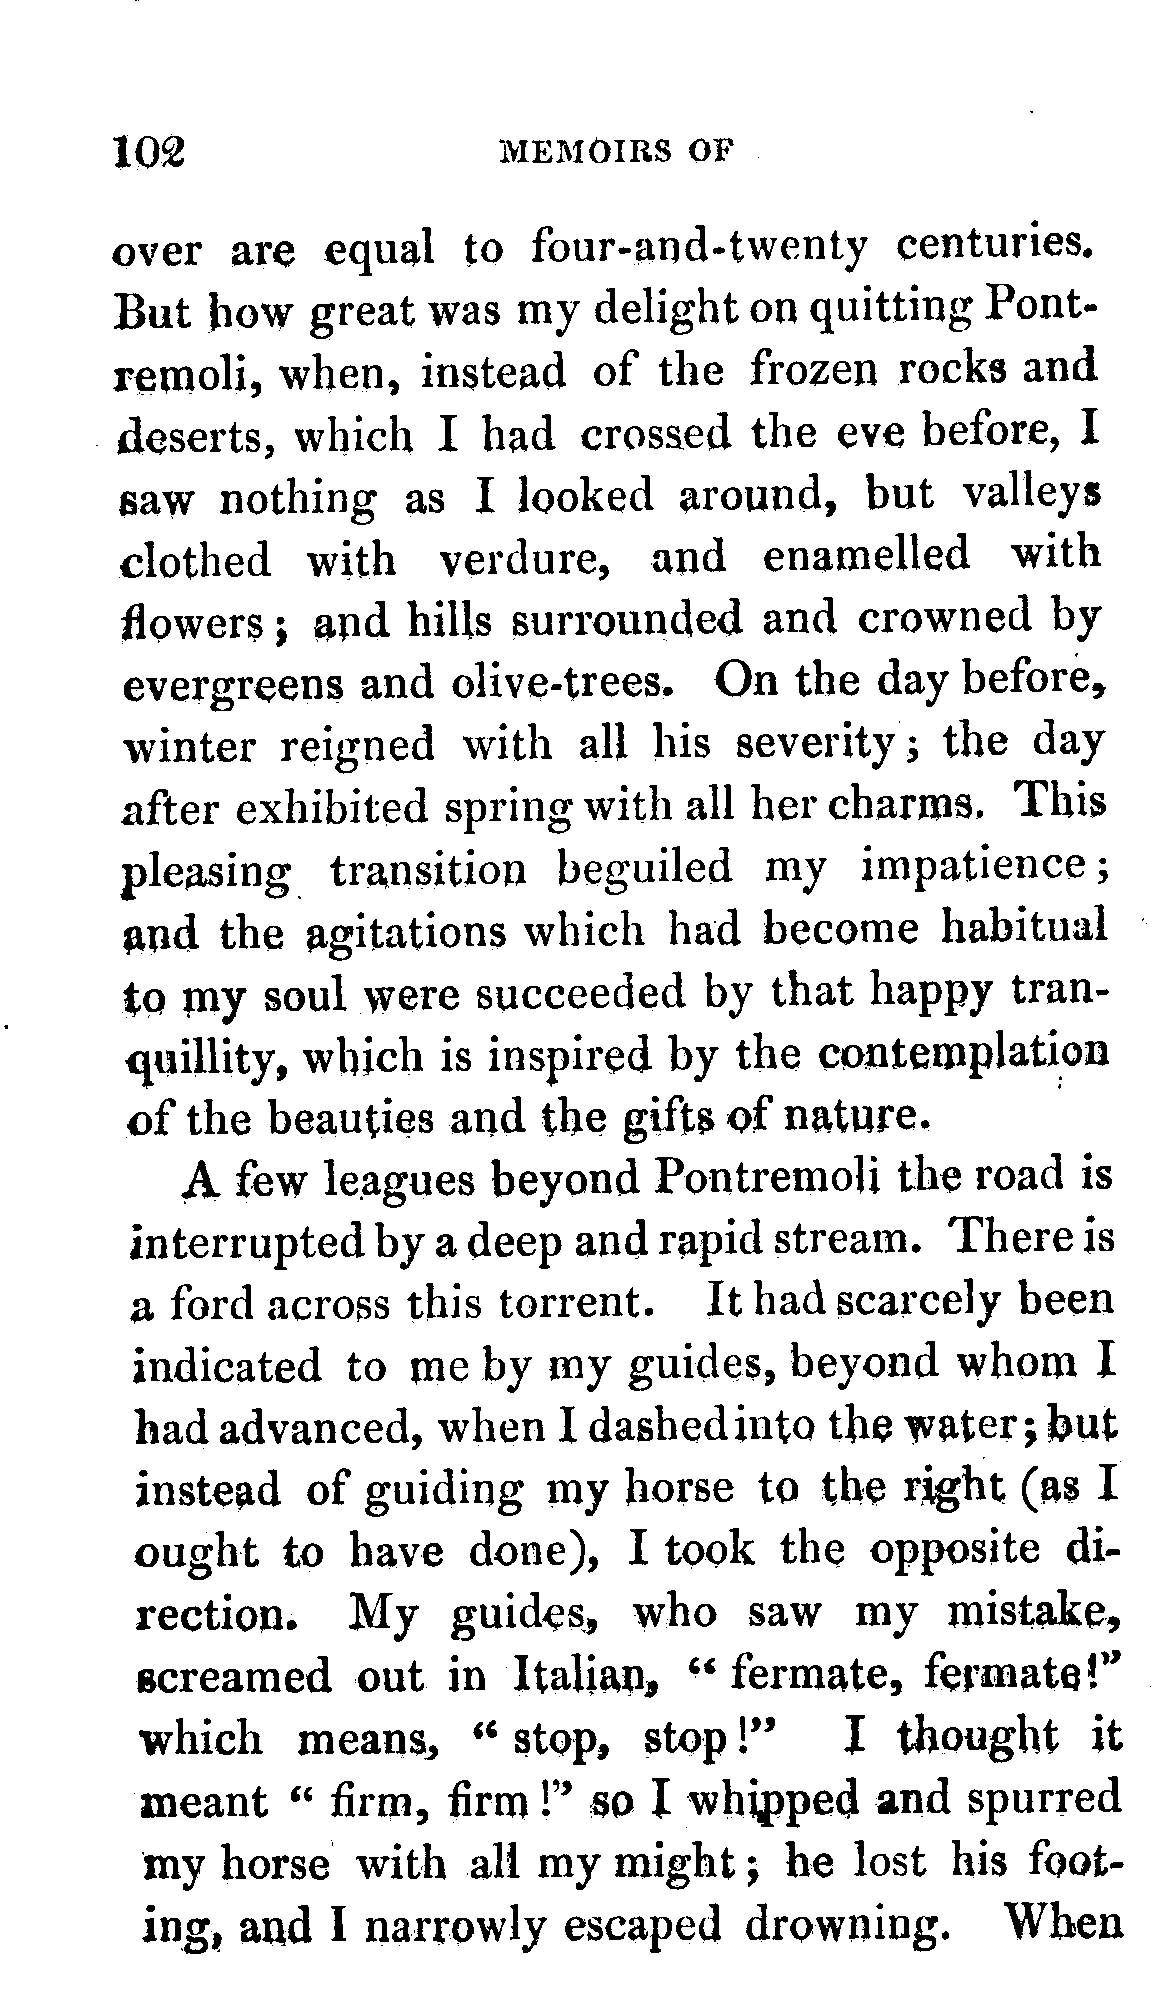 102 MEMOIRS OF
over are equal to four-and-twenty centuries.
But how great was my delight on quitting Pont-
remoli, when, instead of the frozen rocks and
deserts, which I had crossed the eve before, I
saw nothing as I looked around, but valleys
clothed with verdure, and enamelled with
flowers; and hills surrounded and crowned by
evergreens and olive-trees. On the day before,
winter reigned with all his severity; the day
after exhibited spring with all her charms. This
pleasing transition beguiled my impatience;
and the agitations which had become habitual
to my soul were succeeded by that happy tran-
quillity, which is inspired by the contemplation
of the beauties and the gifts of nature.
A few leagues beyond Pontremoli the road is
interrupted by a deep and rapid stream. There is
a ford across this torrent. It had scarcely been
indicated to me by my guides, beyond whom I
had advanced, when I dashed into the water; but
instead of guiding my horse to the right (as I
ought to have done), I took the opposite di-
rection. My guides, who saw my mistake,
screamed out in Italian, “fermate, fermate!”
which means, “stop, stop!” I thought it
meant “firm, firm!” so I whipped and spurred
my horse with all my might; he lost his foot-
ing, and I narrowly escaped drowning. When